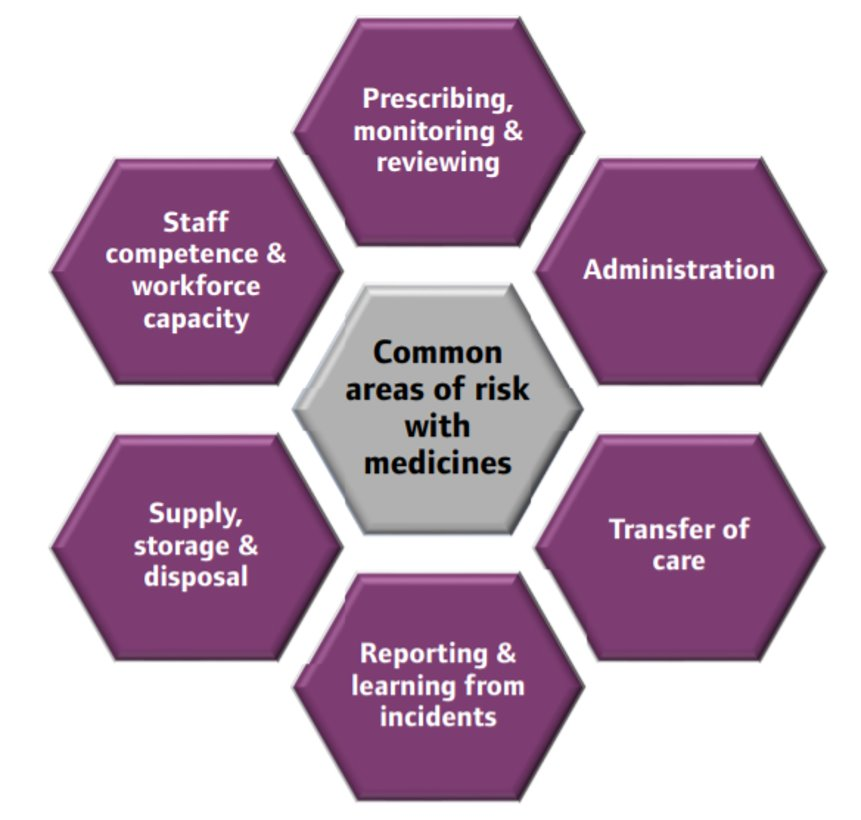 Prescribing,
monitoring &
reviewing
Staff
competence &
workforce
capacity
Administration
Common
areas of risk
with
medicines
Supply,
storage &
disposal
Transfer of
care
Reporting &
learning from
incidents